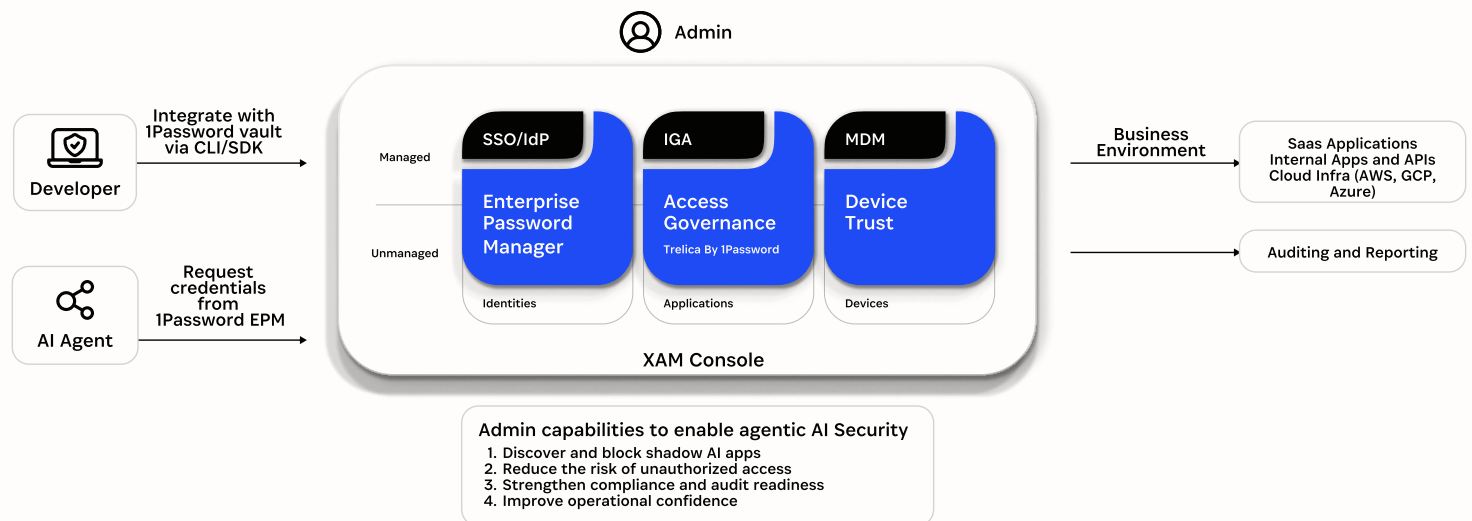 Admin
Integrate with
1Password vault
via CLI/SDK
Developer
Request
credentials
from
1Password EPM
AI Agent
Managed
Unmanaged
SSO/IdP
Enterprise
Password
Manager
Identities
IGA
Access
Governance
Trelica By 1Password
Applications
MDM
Device
Trust
Devices
XAM Console
Business
Environment
Saas Applications
Internal Apps and APIs
Cloud Infra (AWS, GCP,
Azure)
Auditing and Reporting
Admin capabilities to enable agentic AI Security
1. Discover and block shadow AI apps
2. Reduce the risk of unauthorized access
3. Strengthen compliance and audit readiness
4. Improve operational confidence